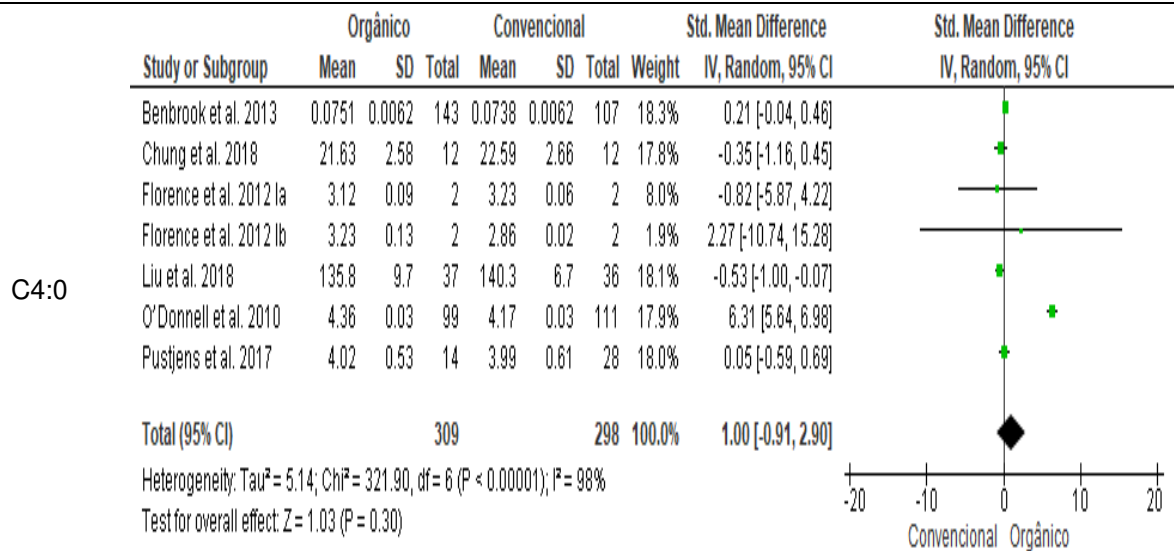 Orgânico Convencional Std. Mean Difference Std. Mean Difference
Study or Subgroup Mean SD Total Mean SD Total Weight IV, Random, 95% CI IV, Random, 95% CI
Benbrook et al. 2013 0.0751 0.0062 143 0.0738 0.0062 107 18.3% 0.21 [-0.04, 0.46]
Chung et al. 2018 21.63 2.58 12 22.59 2.66 12 17.8% -0.35 [-1.16, 0.45]
Florence et al. 2012 Ia 3.12 0.09 2 3.23 0.06 2 8.0% -0.82 [-5.87, 4.22]
Florence et al. 2012 Ib 3.23 0.13 2 2.86 0.02 2 1.9% 2.27 [-10.74, 15.28]
C4:0
Liu et al. 2018 135.8 9.7 37 140.3 6.7 36 18.1% -0.53 [-1.00, -0.07]
O'Donnell et al. 2010 4.36 0.03 99 4.17 0.03 111 17.9% 6.31 [5.64, 6.98]
Pustjens et al. 2017 4.02 0.53 14 3.99 0.61 28 18.0% 0.05 [-0.59, 0.69]
Total (95% CI) 309 298 100.0% 1.00 [-0.91, 2.90]
Heterogeneity: Tau² = 5.14; Chi² = 321.90, df = 6 (P < 0.00001); I² = 98%
Test for overall effect: Z = 1.03 (P = 0.30)
-20 -10 0 10 20
Convencional Orgânico